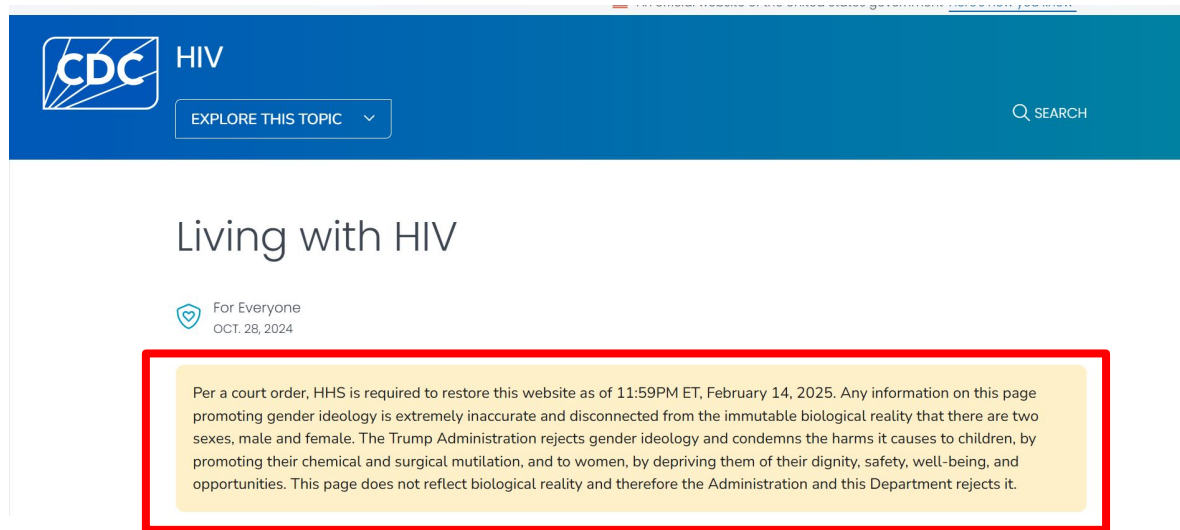 HIV
CDC
EXPLORE THIS TOPIC
SEARCH
Living with HIV
For Everyone
OCT. 28, 2024
Per a court order, HHS is required to restore this website as of 11:59PM ET, February 14, 2025. Any information on this page
promoting gender ideology is extremely inaccurate and disconnected from the immutable biological reality that there are two
sexes, male and female. The Trump Administration rejects gender ideology and condemns the harms it causes to children, by
promoting their chemical and surgical mutilation, and to women, by depriving them of their dignity, safety, well-being, and
opportunities. This page does not reflect biological reality and therefore the Administration and this Department rejects it.